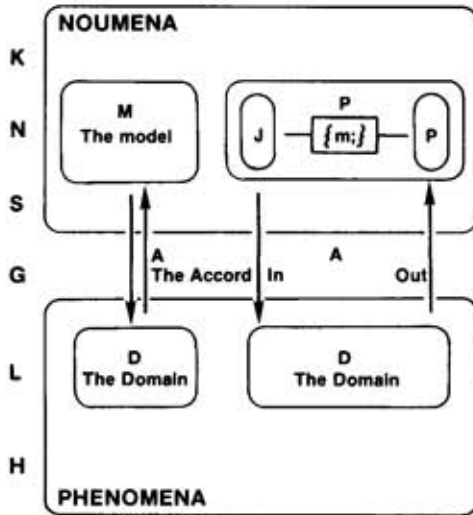 NOUMENA
K
P
M
The model
J
{m;}
P
N
S
A
The Accord
In
A
Out
G
D
The Domain
D
The Domain
L
H
PHENOMENA